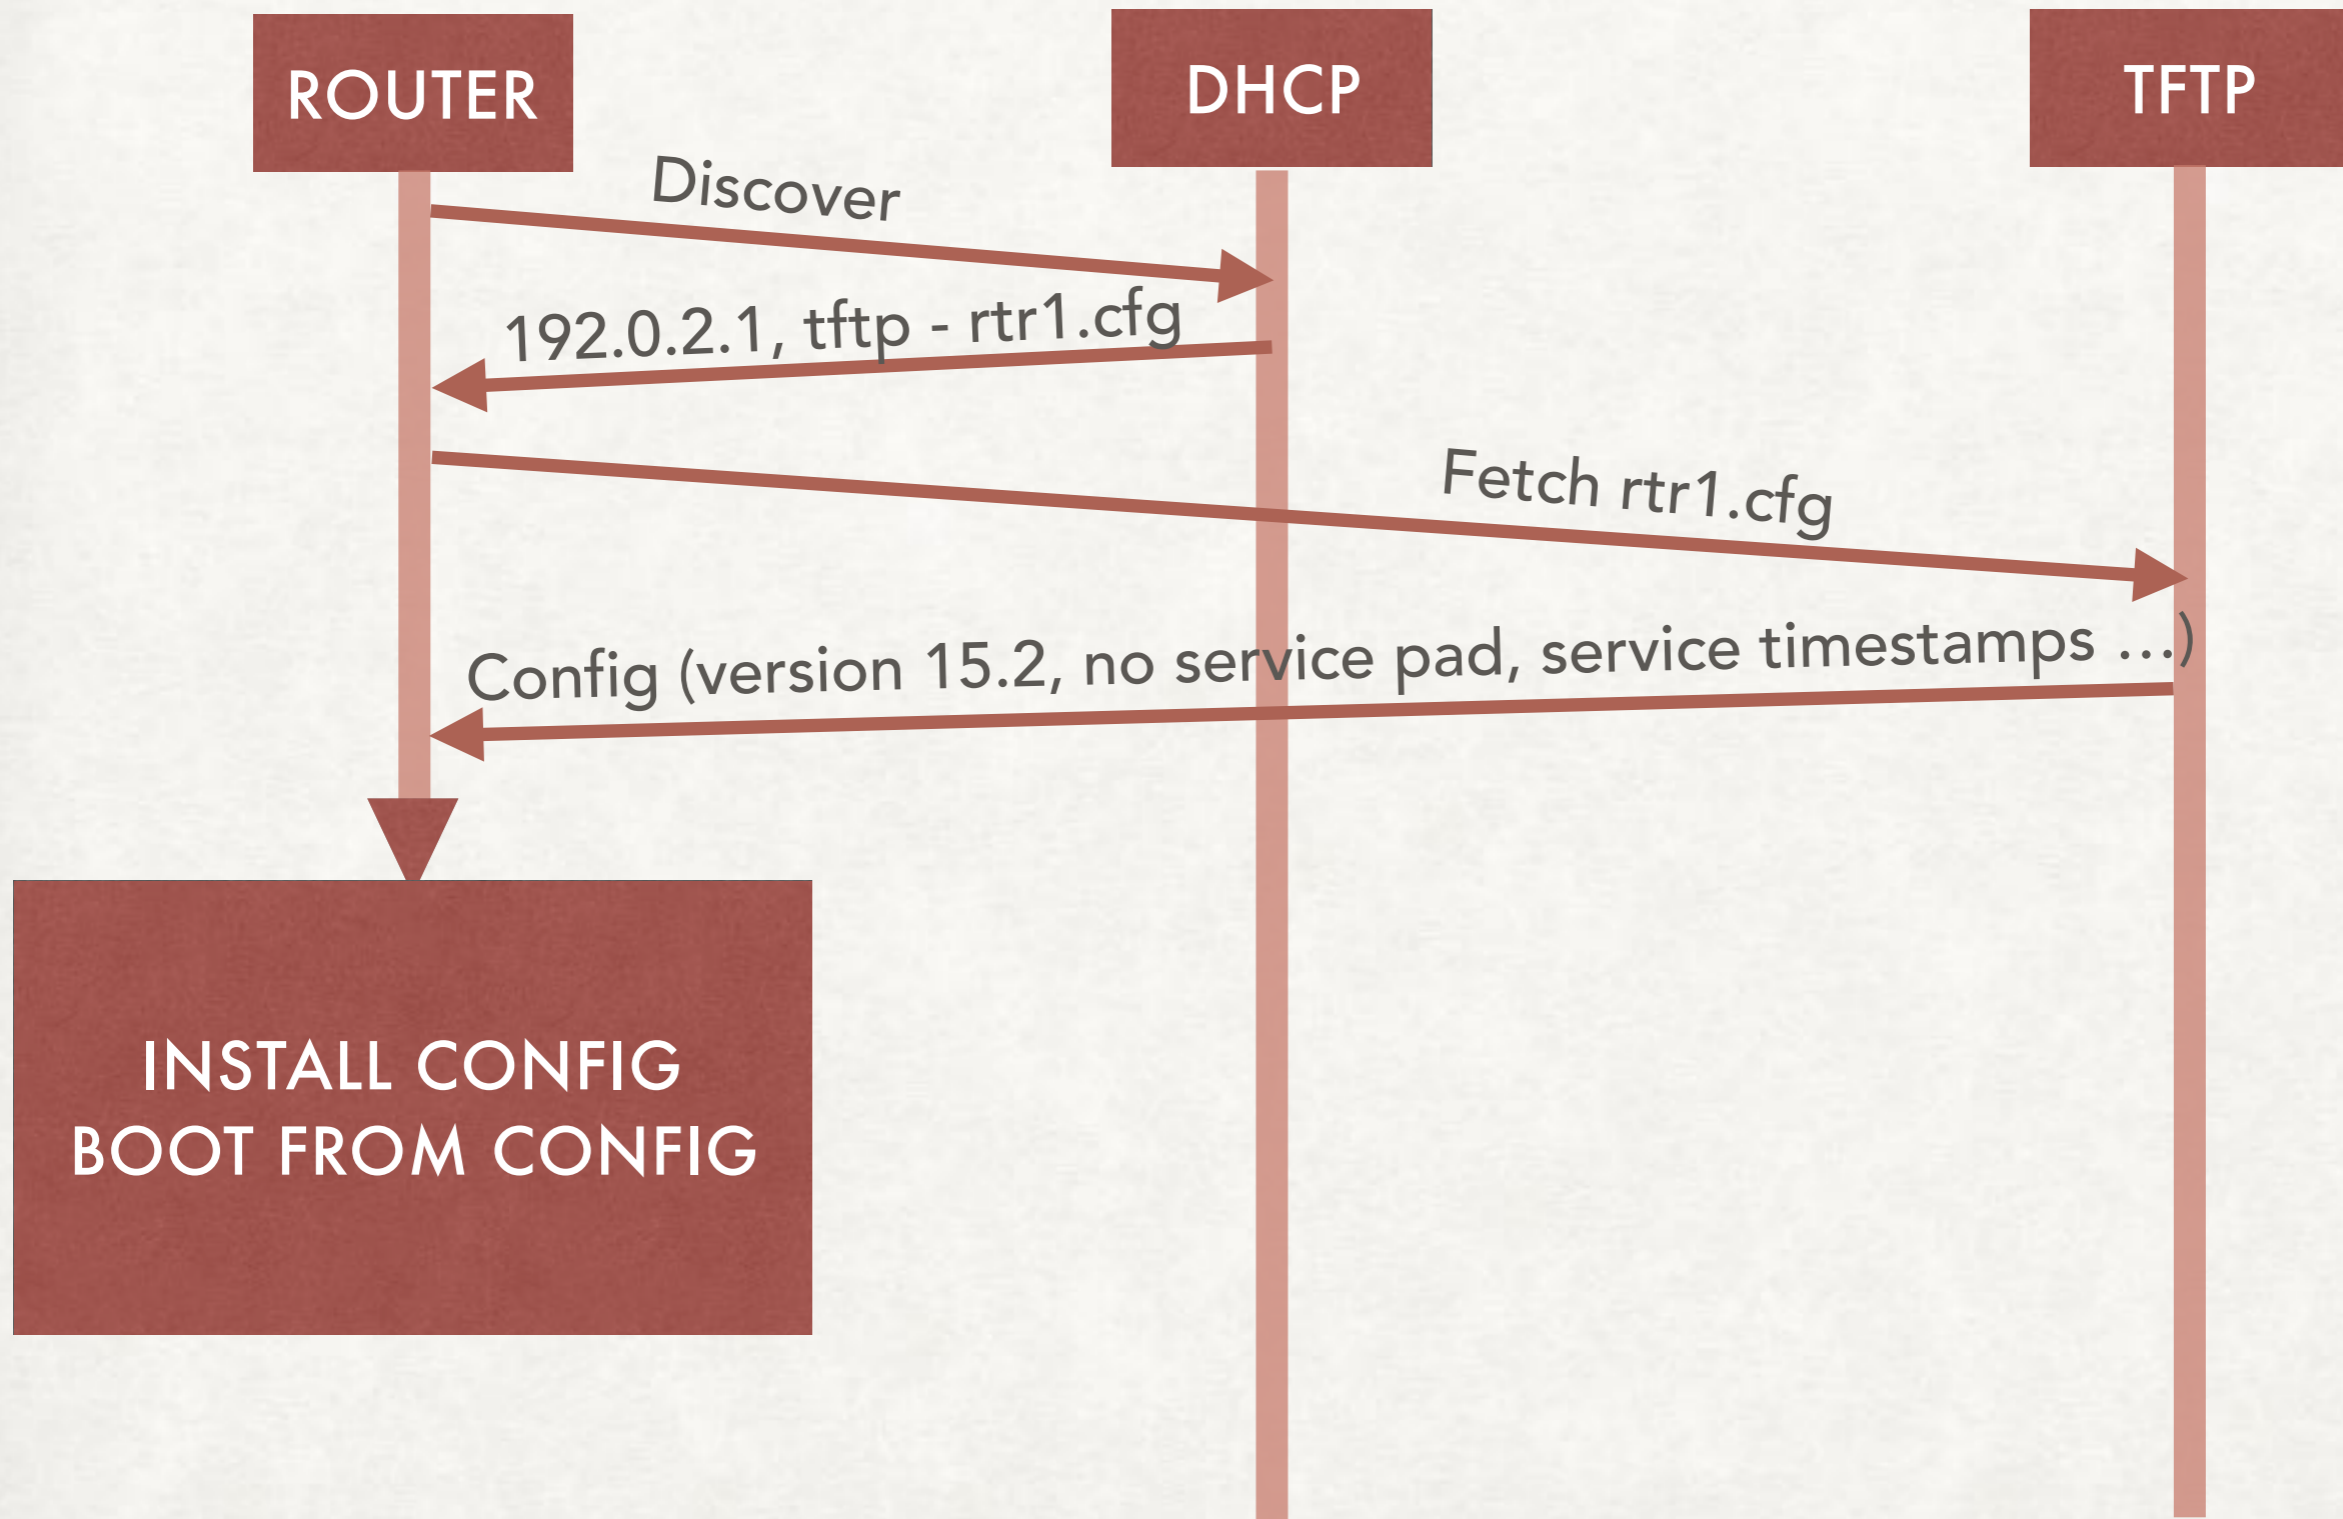 ROUTER
DHCP
TFTP
Discover
192.0.2.1, tftp - rtr1.cfg
Fetch rtr1.cfg
Config (version 15.2, no service pad, service timestamps …)
INSTALL CONFIG
BOOT FROM CONFIG